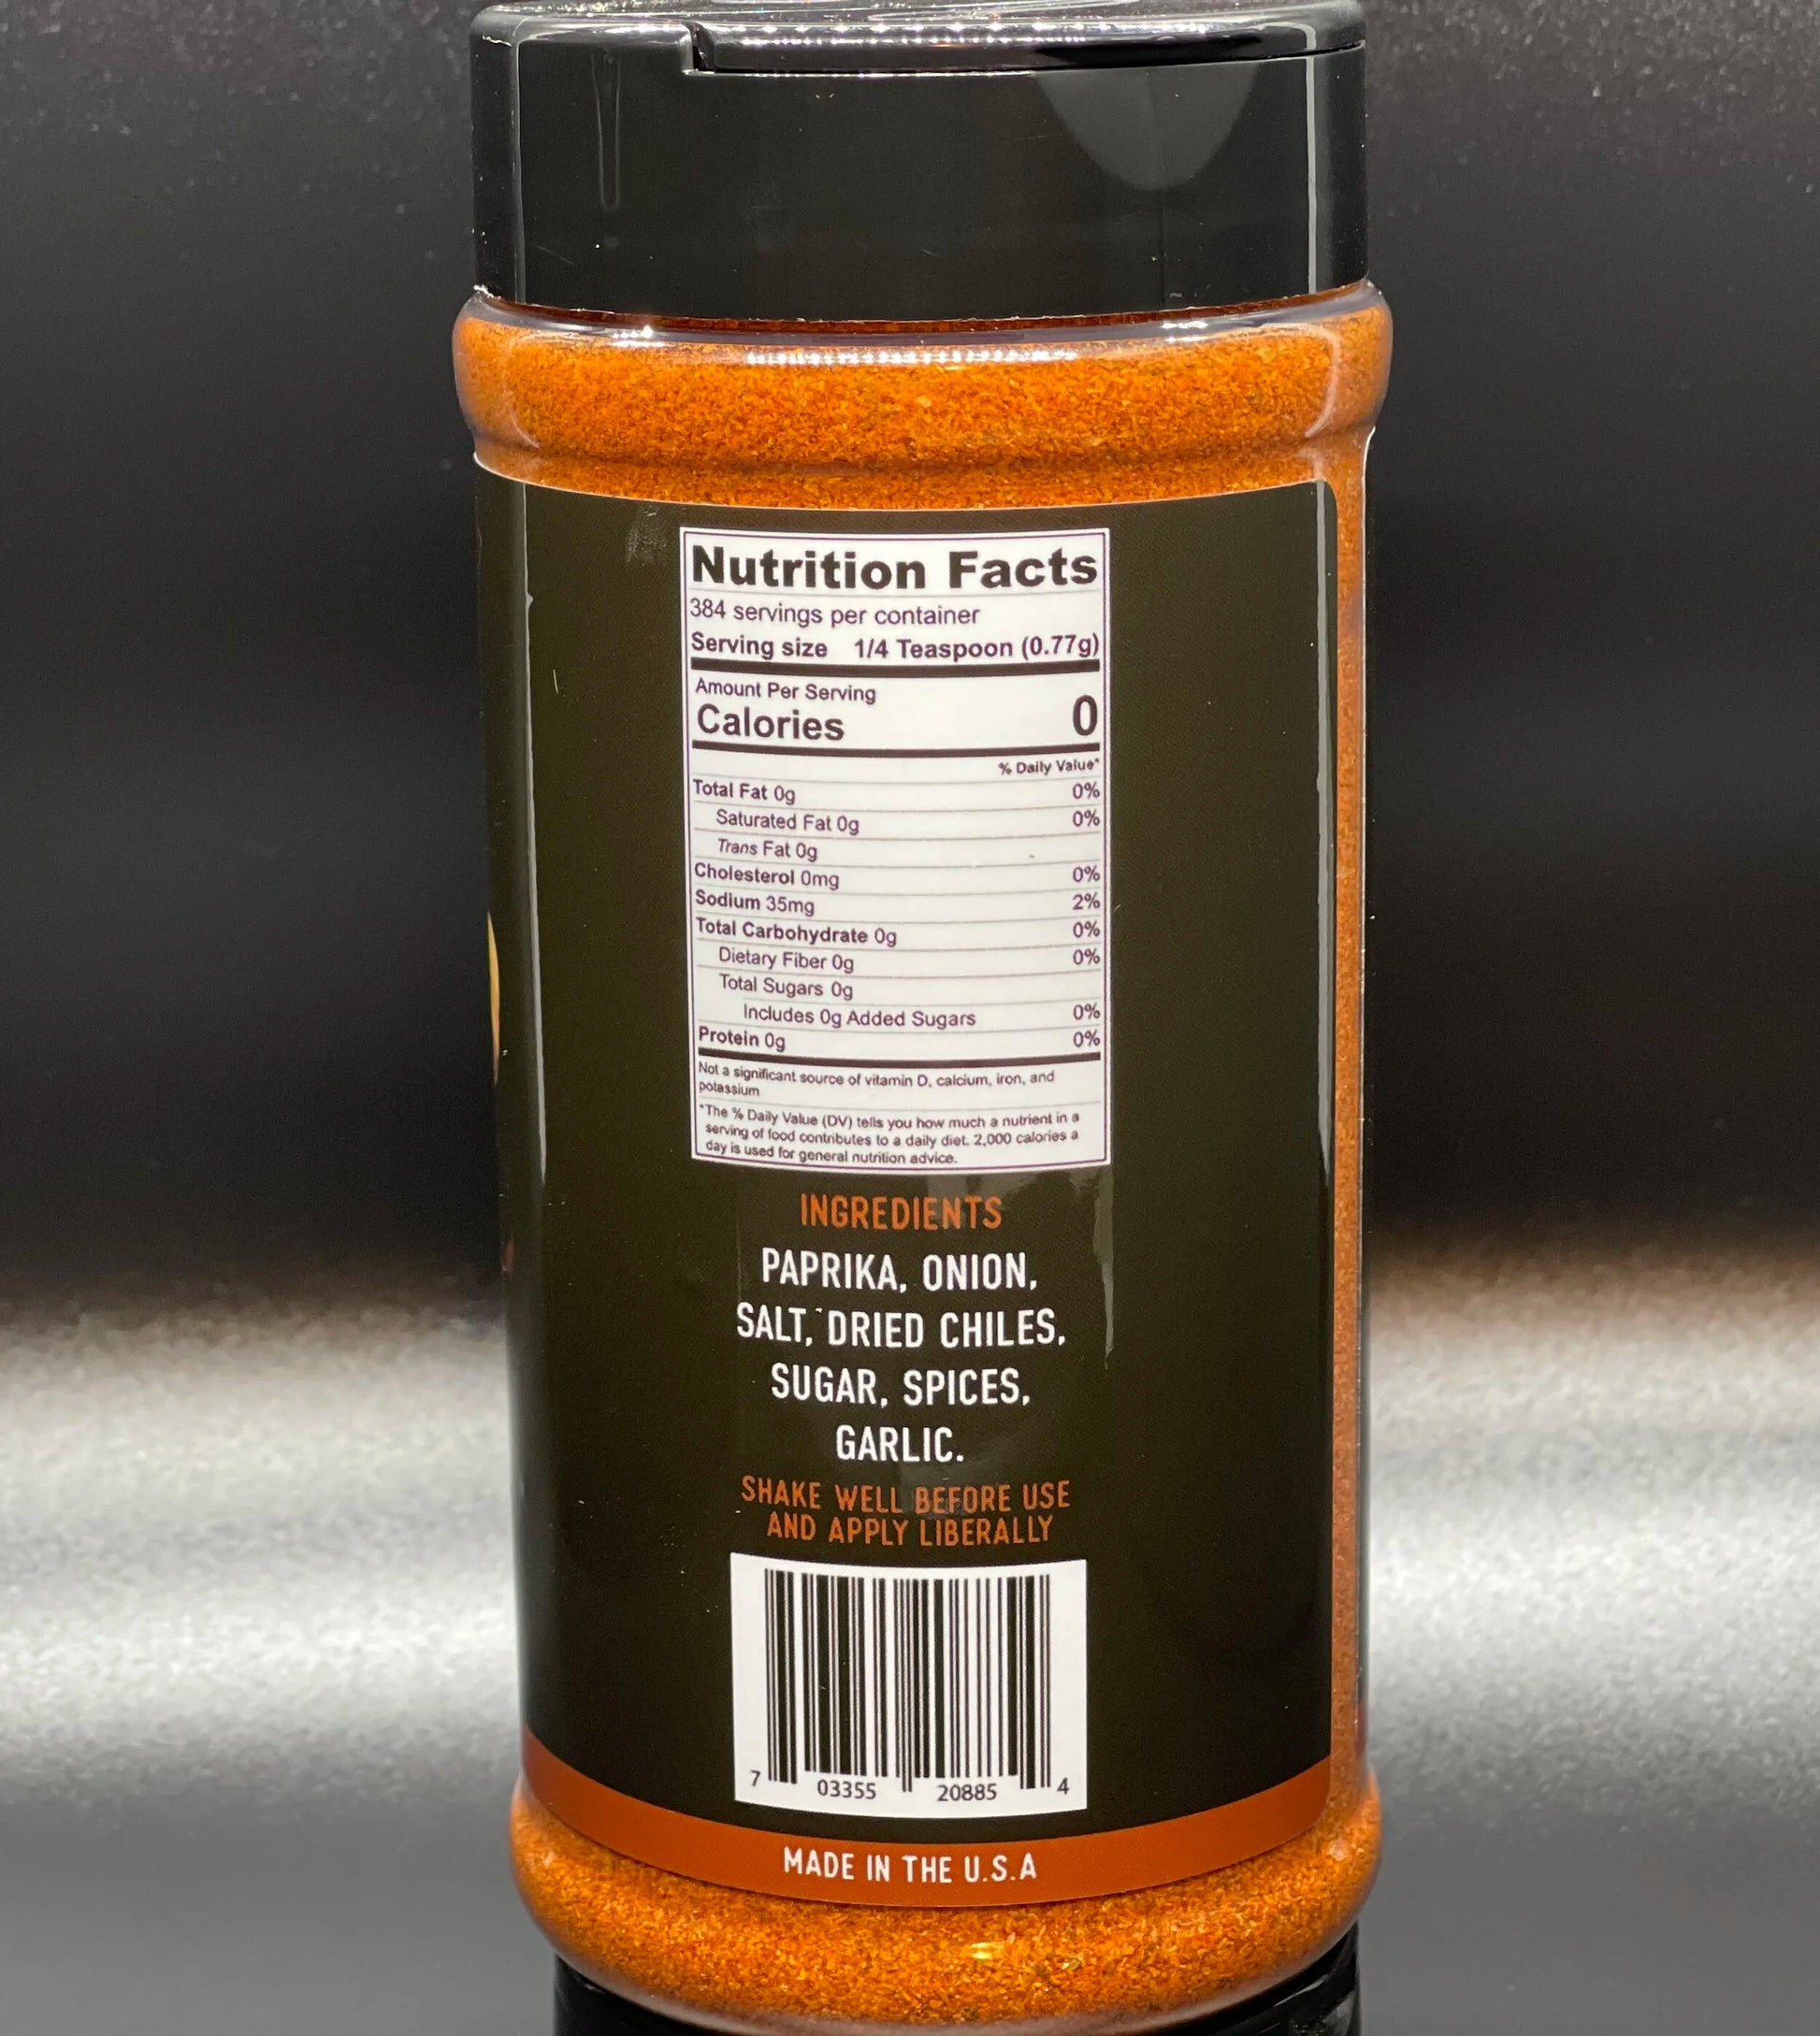 Nutrition Facts
384 servings per container
Serving size 1/4 Teaspoon (0.77g)
Amount Per Serving
Calories 0
% Daily Value*
Total Fat 0g 0%
Saturated Fat 0g 0%
Trans Fat 0g
Cholesterol 0mg 0%
Sodium 35mg 2%
Total Carbohydrate 0g 0%
Dietary Fiber 0g 0%
Total Sugars 0g
Includes 0g Added Sugars 0%
Protein 0g 0%
Not a significant source of vitamin D, calcium, iron, and
potassium
*The % Daily Value (DV) tells you how much a nutrient in a
serving of food contributes to a daily diet. 2,000 calories a
day is used for general nutrition advice.
INGREDIENTS
PAPRIKA, ONION,
SALT, DRIED CHILES,
SUGAR, SPICES,
GARLIC.
SHAKE WELL BEFORE USE
AND APPLY LIBERALLY
7 03355 20885 4
MADE IN THE U.S.A